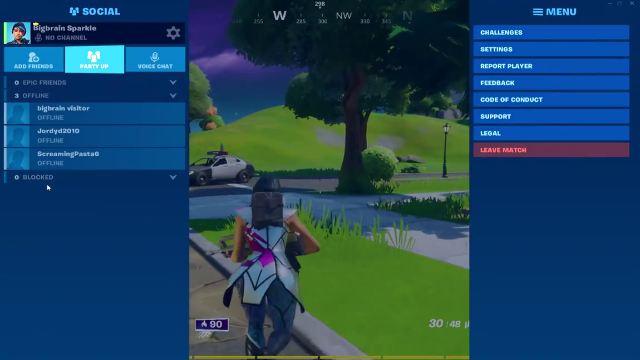 SOCIAL
Bigbrain Sparkle
NO CHANNEL
ADD FRIENDS
PARTY UP
VOICE CHAT
0 EPIC FRIENDS
3 OFFLINE
bigbrain visitor
OFFLINE
Jordyd2010
OFFLINE
ScreamingPasta6
OFFLINE
0 BLOCKED
298
W NW N
90
30 :48
MENU
CHALLENGES
SETTINGS
REPORT PLAYER
FEEDBACK
CODE OF CONDUCT
SUPPORT
LEGAL
LEAVE MATCH